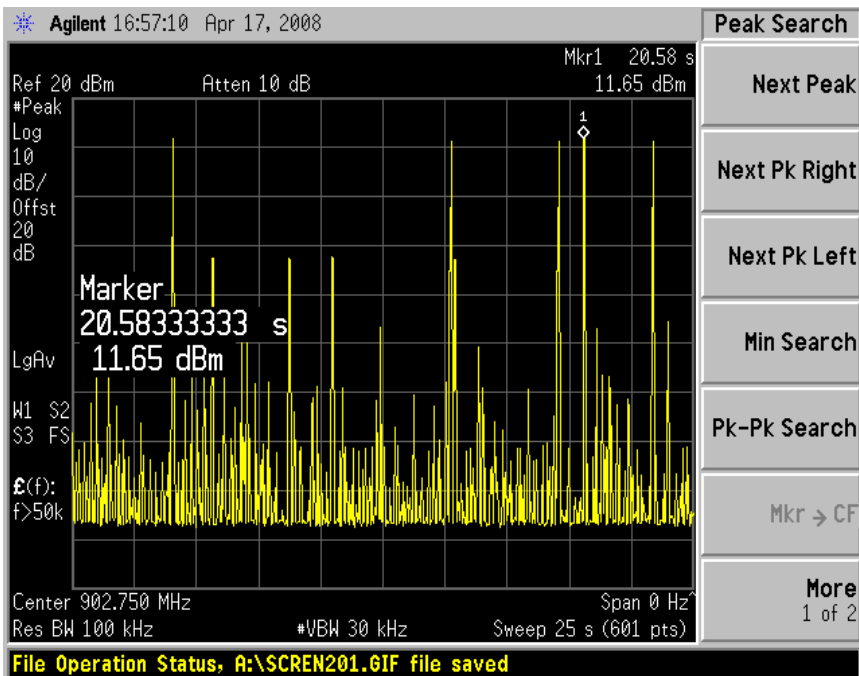 Agilent 16:57:10 Apr 17, 2008
Peak Search
Mkr1 20.58 s
Ref 20 dBm Atten 10 dB 11.65 dBm
#Peak
Log
10
dB/
Offst
20
dB
1
Marker
20.58333333 s
11.65 dBm
LgAv
W1 S2
S3 FS
£(f):
f>50k
Center 902.750 MHz Span 0 Hz^
Res BW 100 kHz #VBW 30 kHz Sweep 25 s (601 pts)
File Operation Status, A:\SCREN201.GIF file saved
Next Peak
Next Pk Right
Next Pk Left
Min Search
Pk-Pk Search
Mkr → CF
More
1 of 2